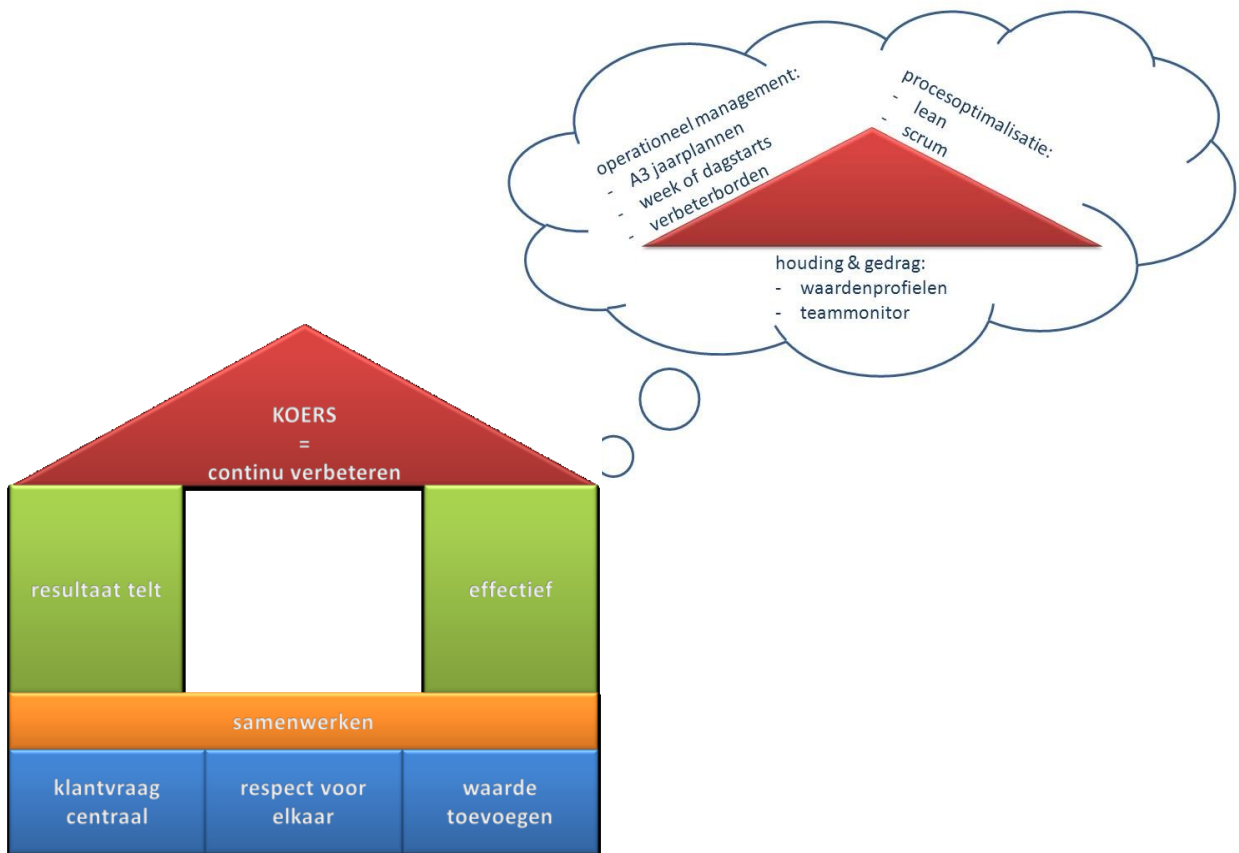 operationeel management:
- A3 jaarplannen
- week of dagstarts
- verbeterborden
procesoptimalisatie:
- lean
- scrum
houding & gedrag:
- waardenprofielen
- teammonitor
KOERS
=
continu verbeteren
resultaat telt
effectief
samenwerken
klantvraag
centraal
respect voor
elkaar
waarde
toevoegen